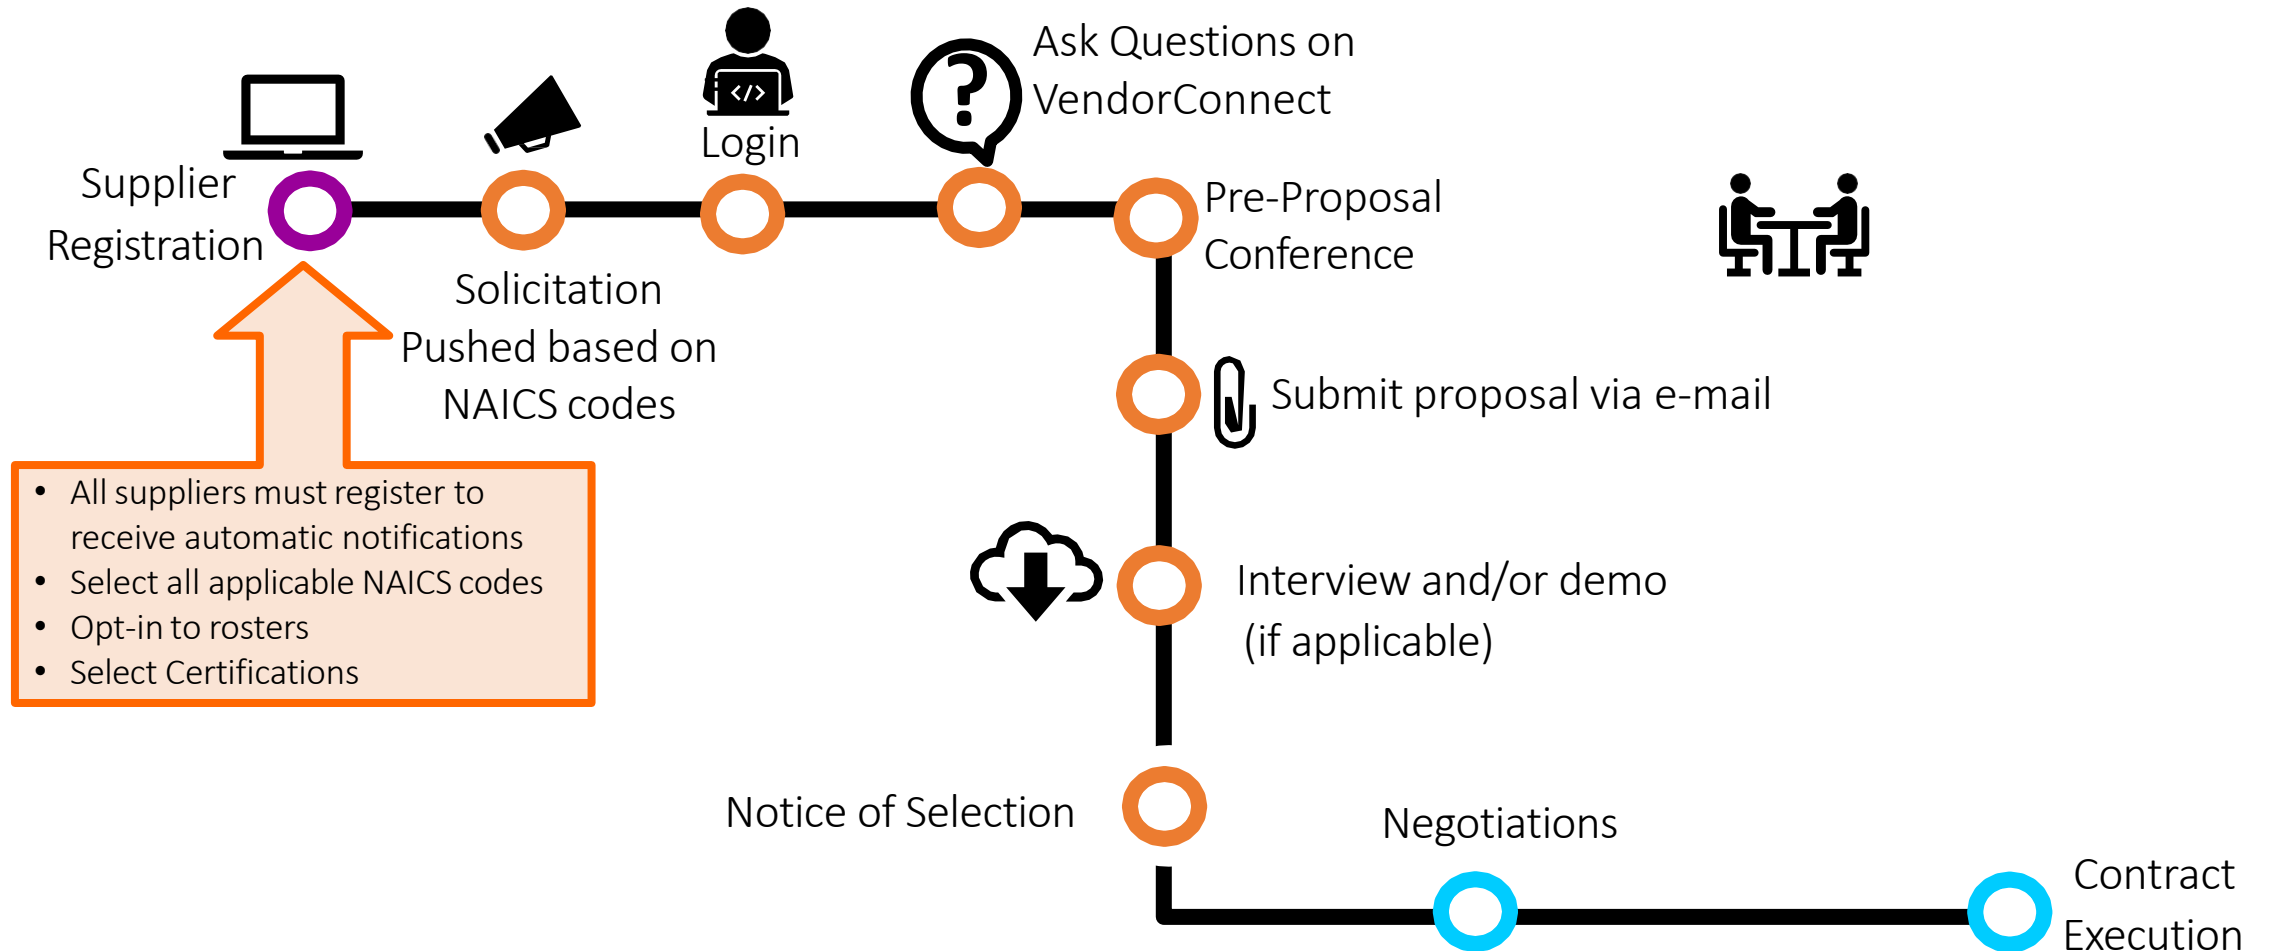 Supplier
Registration
Solicitation
Pushed based on
NAICS codes
</>
Login
?
Ask Questions on
VendorConnect
Pre-Proposal
Conference
Submit proposal via e-mail
Interview and/or demo
(if applicable)
Notice of Selection
Negotiations
Contract
Execution
• All suppliers must register to
receive automatic notifications
• Select all applicable NAICS codes
• Opt-in to rosters
• Select Certifications